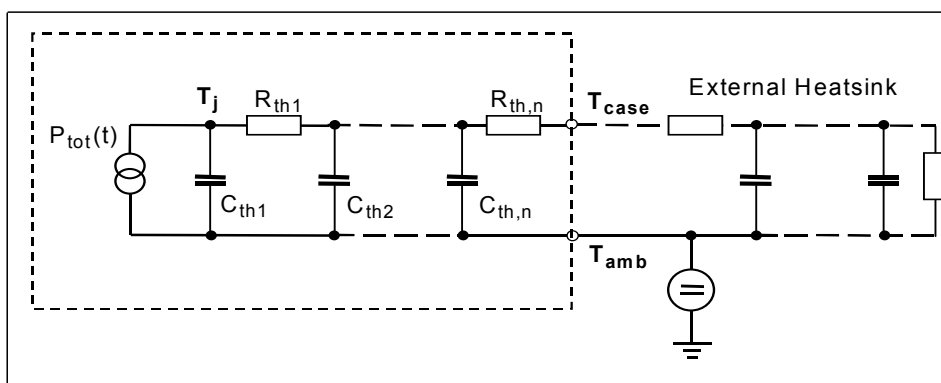 External Heatsink
T_j
R_th1
R_th,n
T_case
P_tot(t)
C_th1
C_th2
C_th,n
T_amb